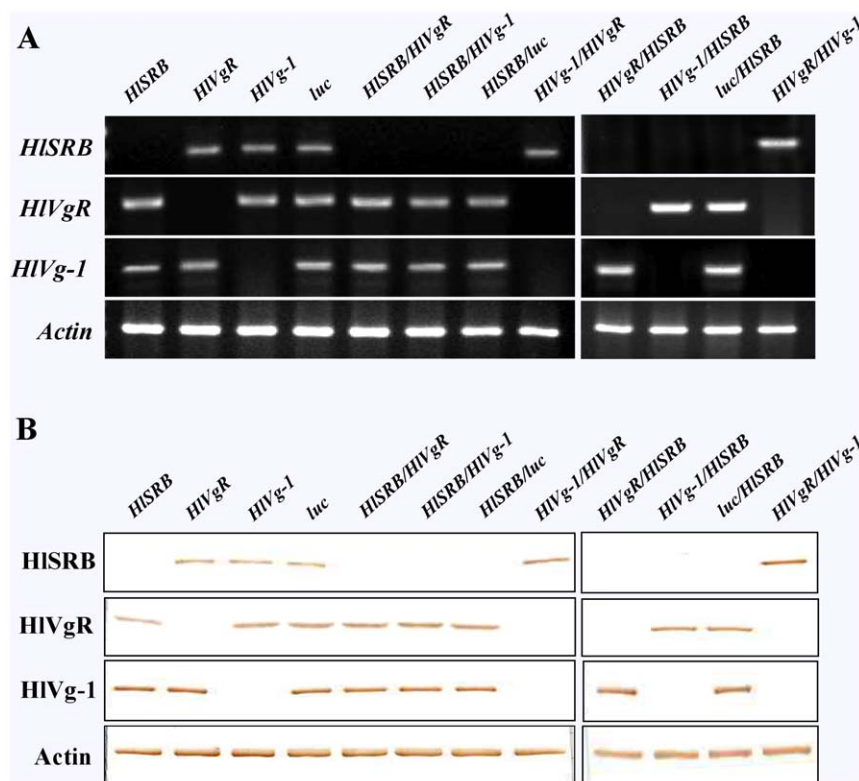 A
HlSRB
HlVgR
HlVg-1
luc
HlSRB/HlVgR
HlSRB/HlVg-1
HlSRB/luc
HlVg-1/HlVgR
HlVgR/HlSRB
HlVg-1/HlSRB
luc/HlSRB
HlVgR/HlVg-1
HlSRB
HlVgR
HlVg-1
Actin
B
HlSRB
HlVgR
HlVg-1
luc
HlSRB/HlVgR
HlSRB/HlVg-1
HlSRB/luc
HlVg-1/HlVgR
HlVgR/HlSRB
HlVg-1/HlSRB
luc/HlSRB
HlVgR/HlVg-1
HlSRB
HlVgR
HlVg-1
Actin